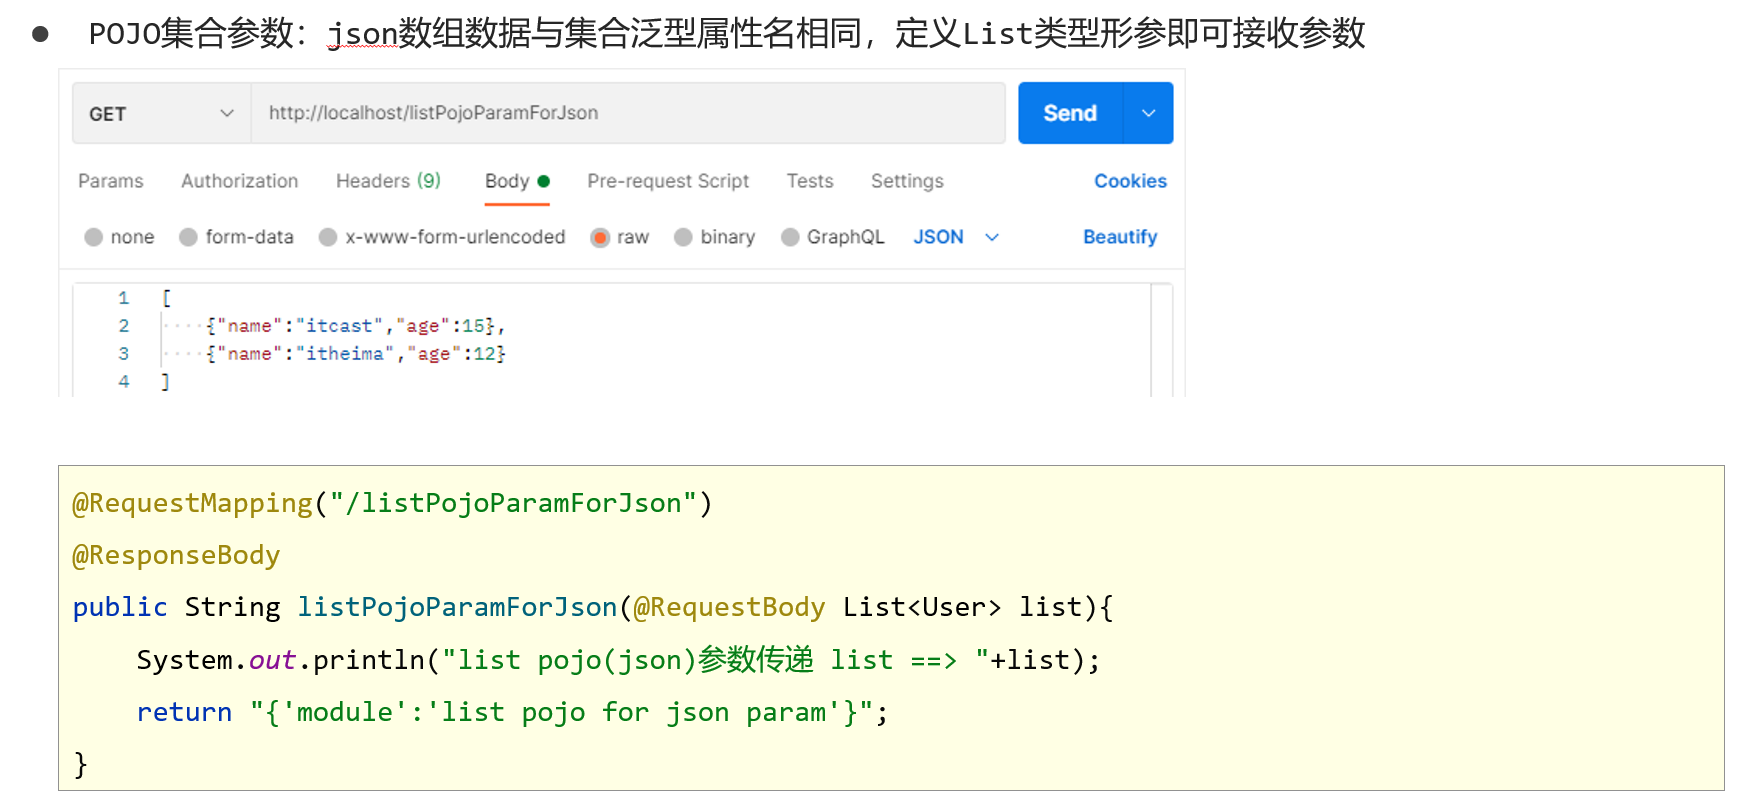 ● POJO集合参数：json数组数据与集合泛型属性名相同，定义List类型形参即可接收参数
GET http://localhost/listPojoParamForJson Send
Params Authorization Headers (9) Body Pre-request Script Tests Settings Cookies
none form-data x-www-form-urlencoded raw binary GraphQL JSON Beautify
1 [
2 ····{"name":"itcast","age":15},
3 ····{"name":"itheima","age":12}
4 ]
@RequestMapping("/listPojoParamForJson")
@ResponseBody
public String listPojoParamForJson(@RequestBody List<User> list){
    System.out.println("list pojo(json)参数传递 list ==> "+list);
    return "{'module':'list pojo for json param'}";
}